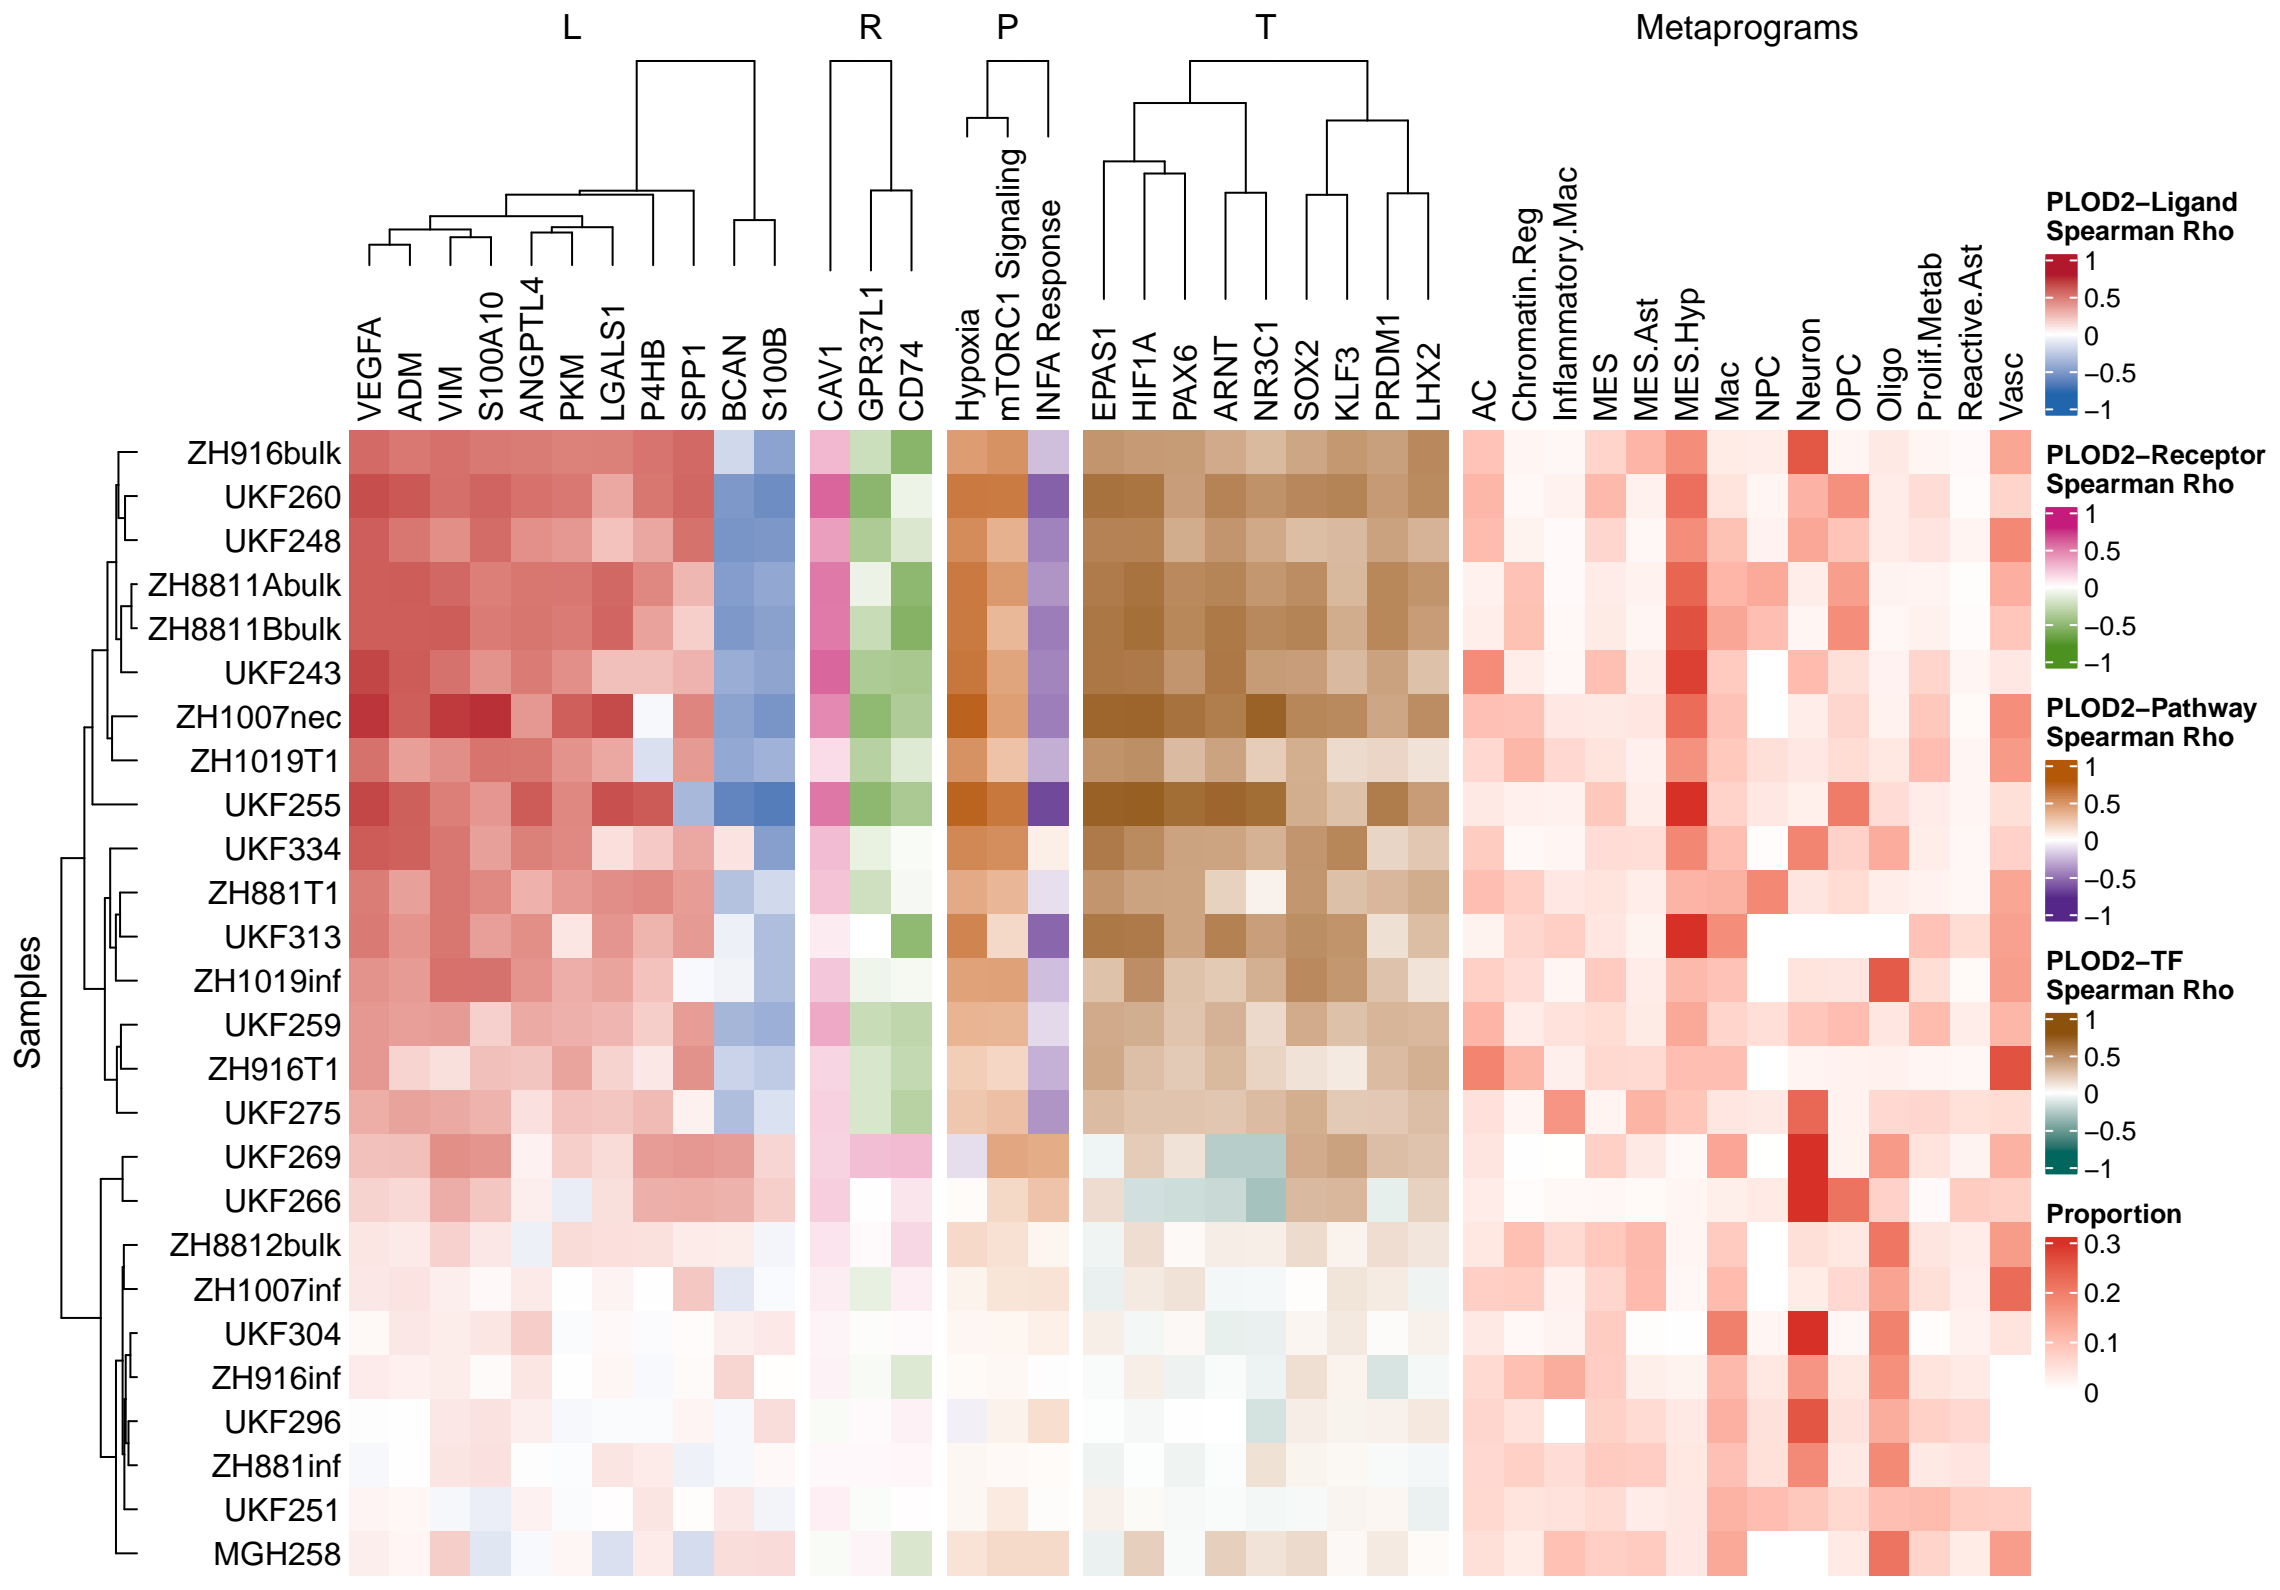 L R P T Metaprograms
VEGFA
ADM
VIM
S100A10
ANGPTL4
PKM
LGALS1
P4HB
SPP1
BCAN
S100B
CAV1
GPR37L1
CD74
Hypoxia
mTORC1 Signaling
INFA Response
EPAS1
HIF1A
PAX6
ARNT
NR3C1
SOX2
KLF3
PRDM1
LHX2
AC
Chromatin.Reg
Inflammatory.Mac
MES
MES.Ast
MES.Hyp
Mac
NPC
Neuron
OPC
Oligo
Prolif.Metab
Reactive.Ast
Vasc
Samples
ZH916bulk
UKF260
UKF248
ZH8811Abulk
ZH8811Bbulk
UKF243
ZH1007nec
ZH1019T1
UKF255
UKF334
ZH881T1
UKF313
ZH1019inf
UKF259
ZH916T1
UKF275
UKF269
UKF266
ZH8812bulk
ZH1007inf
UKF304
ZH916inf
UKF296
ZH881inf
UKF251
MGH258
PLOD2−Ligand
Spearman Rho
1
0.5
0
−0.5
−1
PLOD2−Receptor
Spearman Rho
1
0.5
0
−0.5
−1
PLOD2−Pathway
Spearman Rho
1
0.5
0
−0.5
−1
PLOD2−TF
Spearman Rho
1
0.5
0
−0.5
−1
Proportion
0.3
0.2
0.1
0